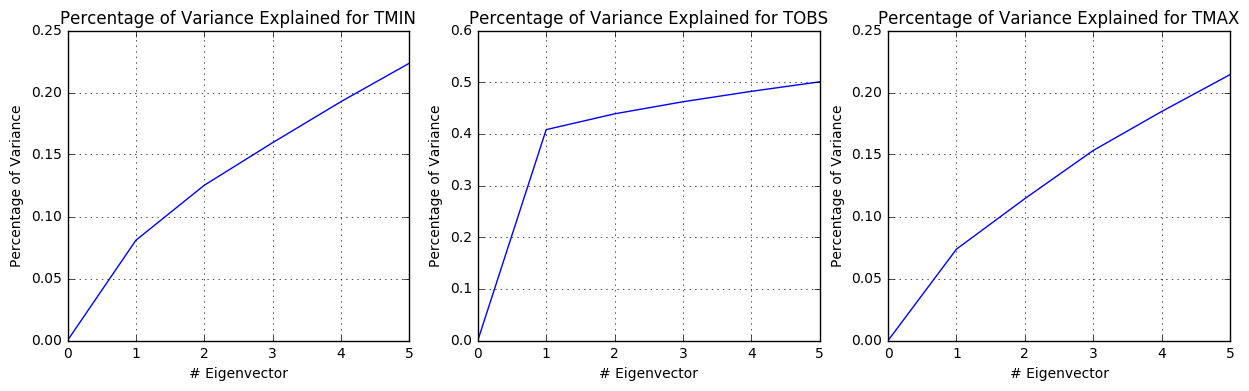 Percentage of Variance Explained for TMIN
0.25
0.20
0.15
0.10
0.05
0.00
Percentage of Variance
0 1 2 3 4 5
# Eigenvector
Percentage of Variance Explained for TOBS
0.6
0.5
0.4
0.3
0.2
0.1
0.0
Percentage of Variance
0 1 2 3 4 5
# Eigenvector
Percentage of Variance Explained for TMAX
0.25
0.20
0.15
0.10
0.05
0.00
Percentage of Variance
0 1 2 3 4 5
# Eigenvector